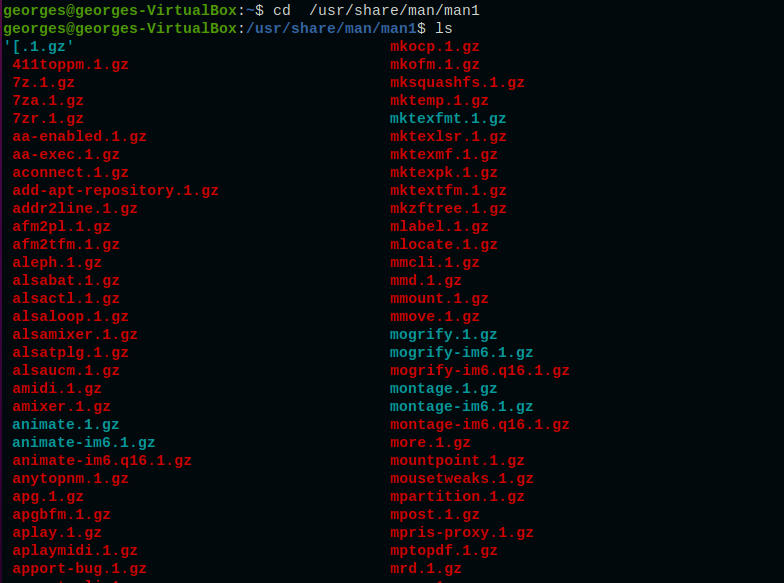 georges@georges-VirtualBox:~$ cd  /usr/share/man/man1
georges@georges-VirtualBox:/usr/share/man/man1$ ls
'[.1.gz'                                   mkocp.1.gz
 411toppm.1.gz                             mkofm.1.gz
 7z.1.gz                                   mksquashfs.1.gz
 7za.1.gz                                  mktemp.1.gz
 7zr.1.gz                                  mktexfmt.1.gz
 aa-enabled.1.gz                           mktexlsr.1.gz
 aa-exec.1.gz                              mktexmf.1.gz
 aconnect.1.gz                             mktexpk.1.gz
 add-apt-repository.1.gz                   mktextfm.1.gz
 addr2line.1.gz                            mkzftree.1.gz
 afm2pl.1.gz                               mlabel.1.gz
 afm2tfm.1.gz                              mlocate.1.gz
 aleph.1.gz                                mmcli.1.gz
 alsabat.1.gz                              mmd.1.gz
 alsactl.1.gz                              mmount.1.gz
 alsaloop.1.gz                             mmove.1.gz
 alsamixer.1.gz                            mogrify.1.gz
 alsatplg.1.gz                             mogrify-im6.1.gz
 alsaucm.1.gz                              mogrify-im6.q16.1.gz
 amidi.1.gz                                montage.1.gz
 amixer.1.gz                               montage-im6.1.gz
 animate.1.gz                              montage-im6.q16.1.gz
 animate-im6.1.gz                          more.1.gz
 animate-im6.q16.1.gz                      mountpoint.1.gz
 anytopnm.1.gz                             mousetweaks.1.gz
 apg.1.gz                                  mpartition.1.gz
 apgbfm.1.gz                               mpost.1.gz
 aplay.1.gz                                mpris-proxy.1.gz
 aplaymidi.1.gz                            mptopdf.1.gz
 apport-bug.1.gz                           mrd.1.gz